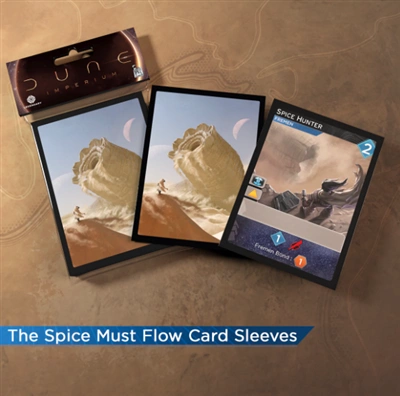 DUNE
IMPERIUM
SPICE HUNTER
FREMEN
2
1
Fremen Bond
1
The Spice Must Flow Card Sleeves